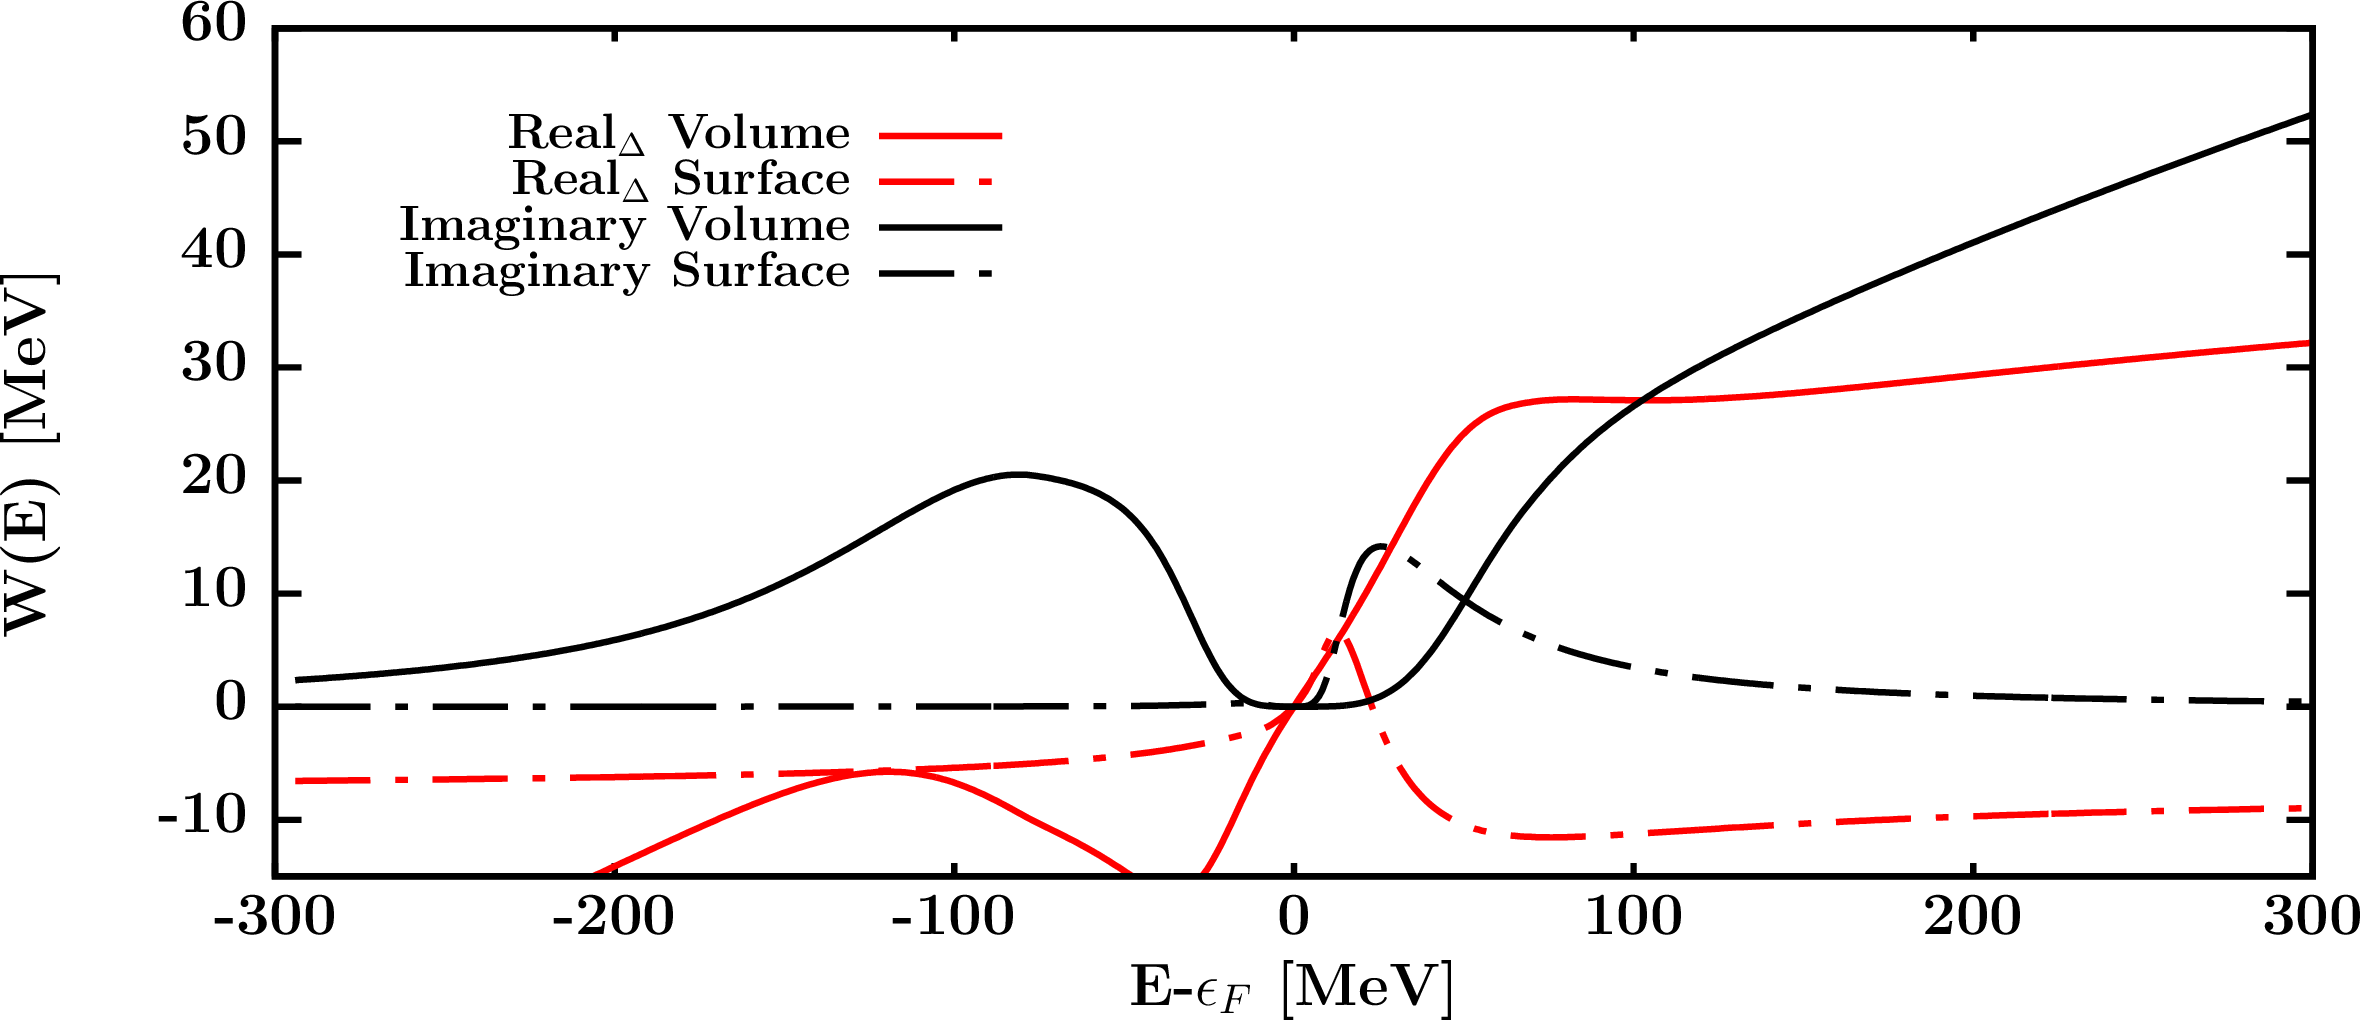 60
50
40
30
20
10
0
-10
W(E) [MeV]
Real_Δ Volume
Real_Δ Surface
Imaginary Volume
Imaginary Surface
-300 -200 -100 0 100 200 300
E-ϵ_F [MeV]